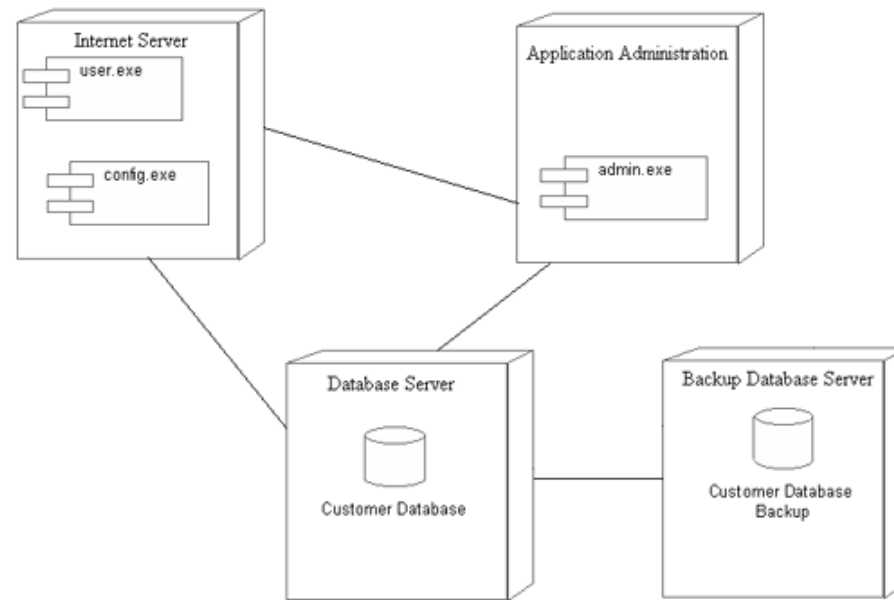 Internet Server
user.exe
config.exe
Application Administration
admin.exe
Database Server
Customer Database
Backup Database Server
Customer Database
Backup